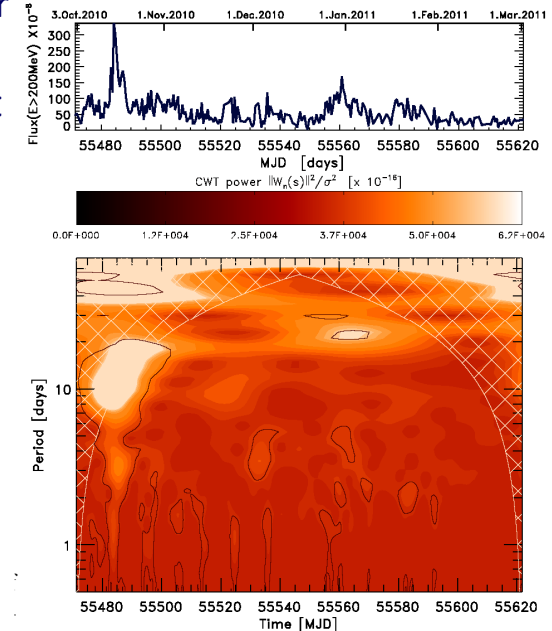 3.Oct.2010 1.Nov.2010 1.Dec.2010 1.Jan.2011 1.Feb.2011 1.Mar.2011
Flux(E>200MeV) X10⁻⁸
300
250
200
150
100
50
0
55480 55500 55520 55540 55560 55580 55600 55620
MJD [days]
CWT power ||Wₙ(s)||²/σ² [x 10⁻¹⁶]
0.0E+000 1.2E+004 2.5E+004 3.7E+004 5.0E+004 6.2E+004
Period [days]
10
1
55480 55500 55520 55540 55560 55580 55600 55620
Time [MJD]